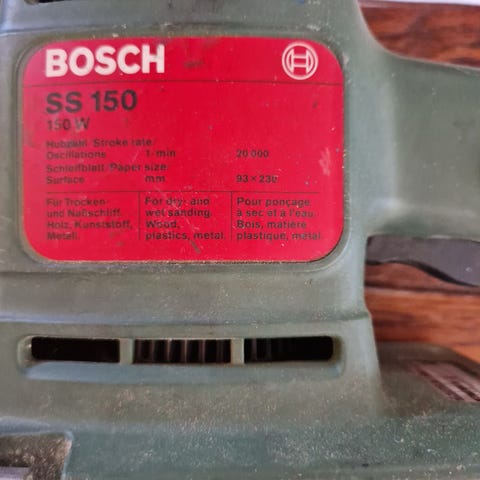 BOSCH
SS 150
150 W
Hubzahl/Stroke rate/
Oscillations 1/min 20 000
Schleifblatt/Paper size/
Surface mm 93 × 230
Für Trocken-
und Naßschliff.
Holz, Kunststoff,
Metall.
For dry- and
wet sanding.
Wood,
plastics, metal.
Pour ponçage
à sec et à l'eau.
Bois, matière
plastique, métal.